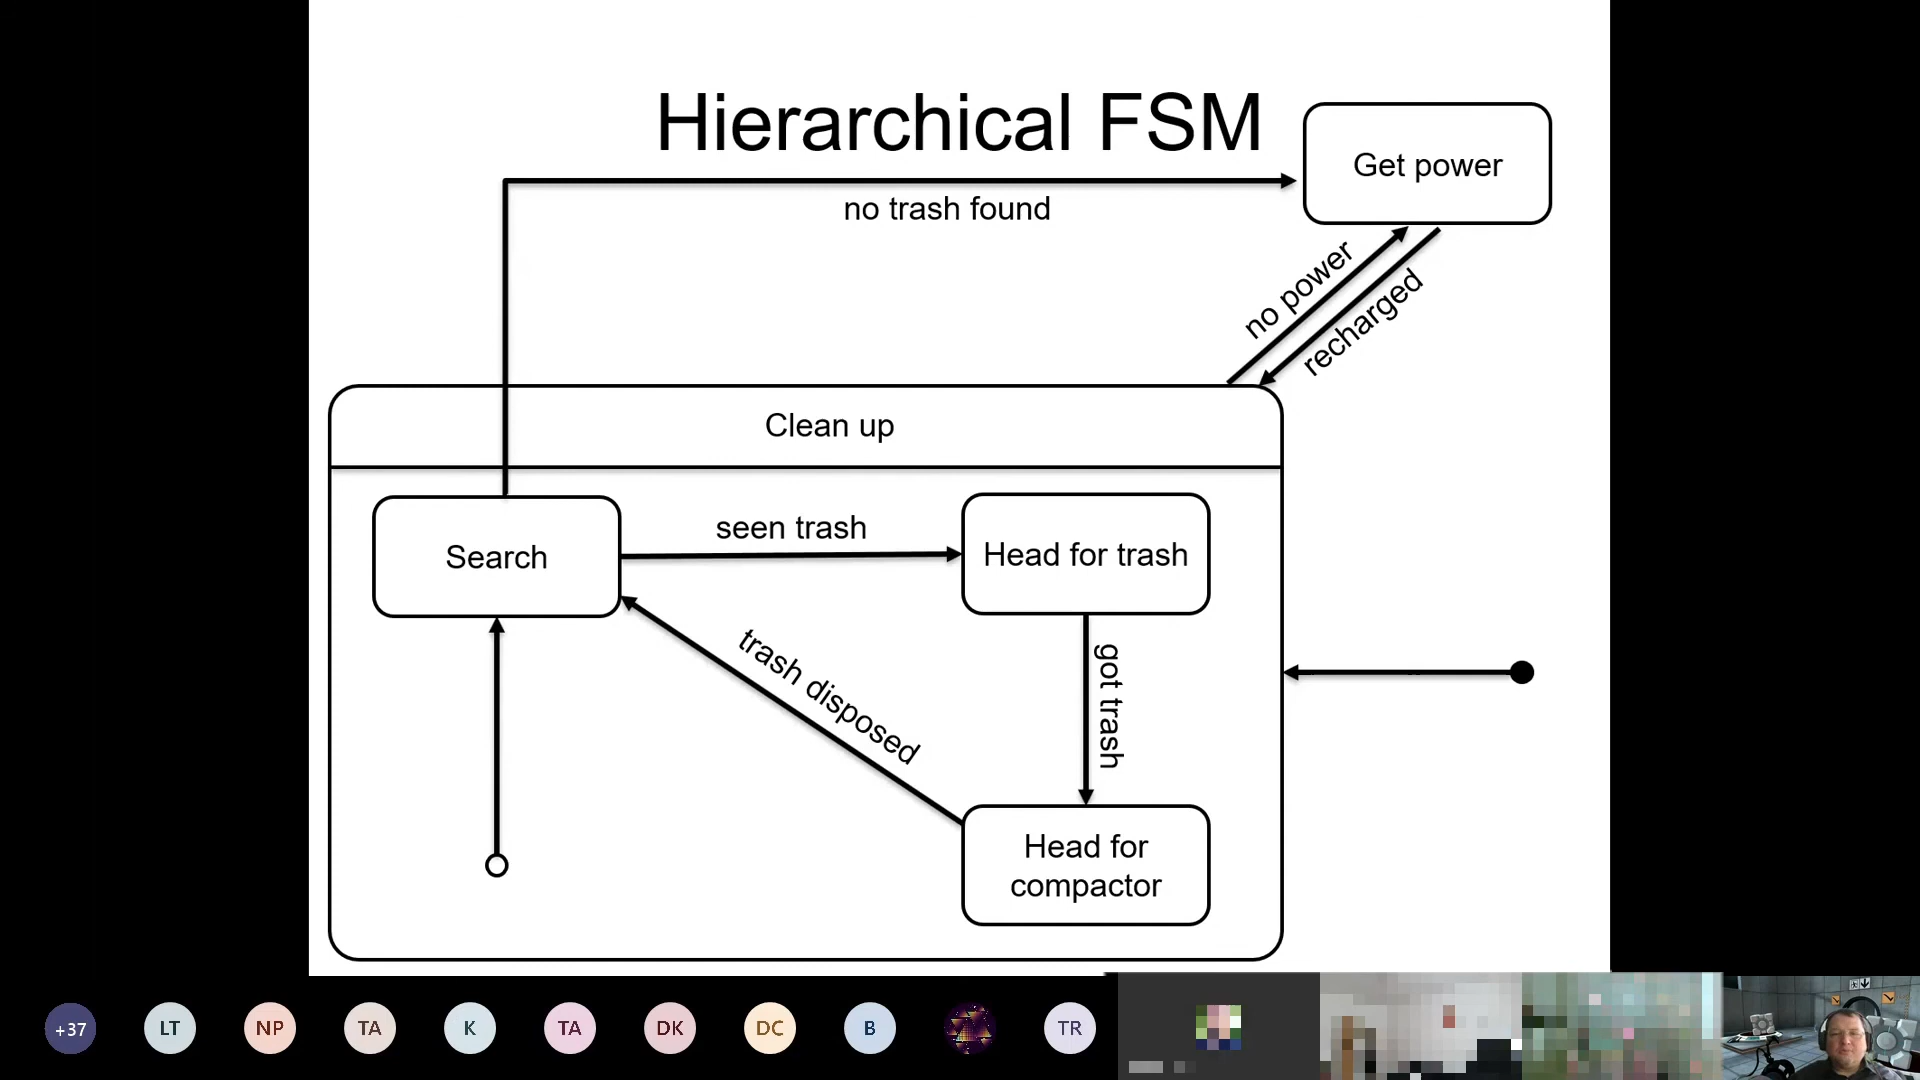 Hierarchical FSM
Get power
no trash found
no power
recharged
Clean up
Search
seen trash
Head for trash
trash disposed
got trash
Head for
compactor
+37
LT
NP
TA
K
TA
DK
DC
B
TR